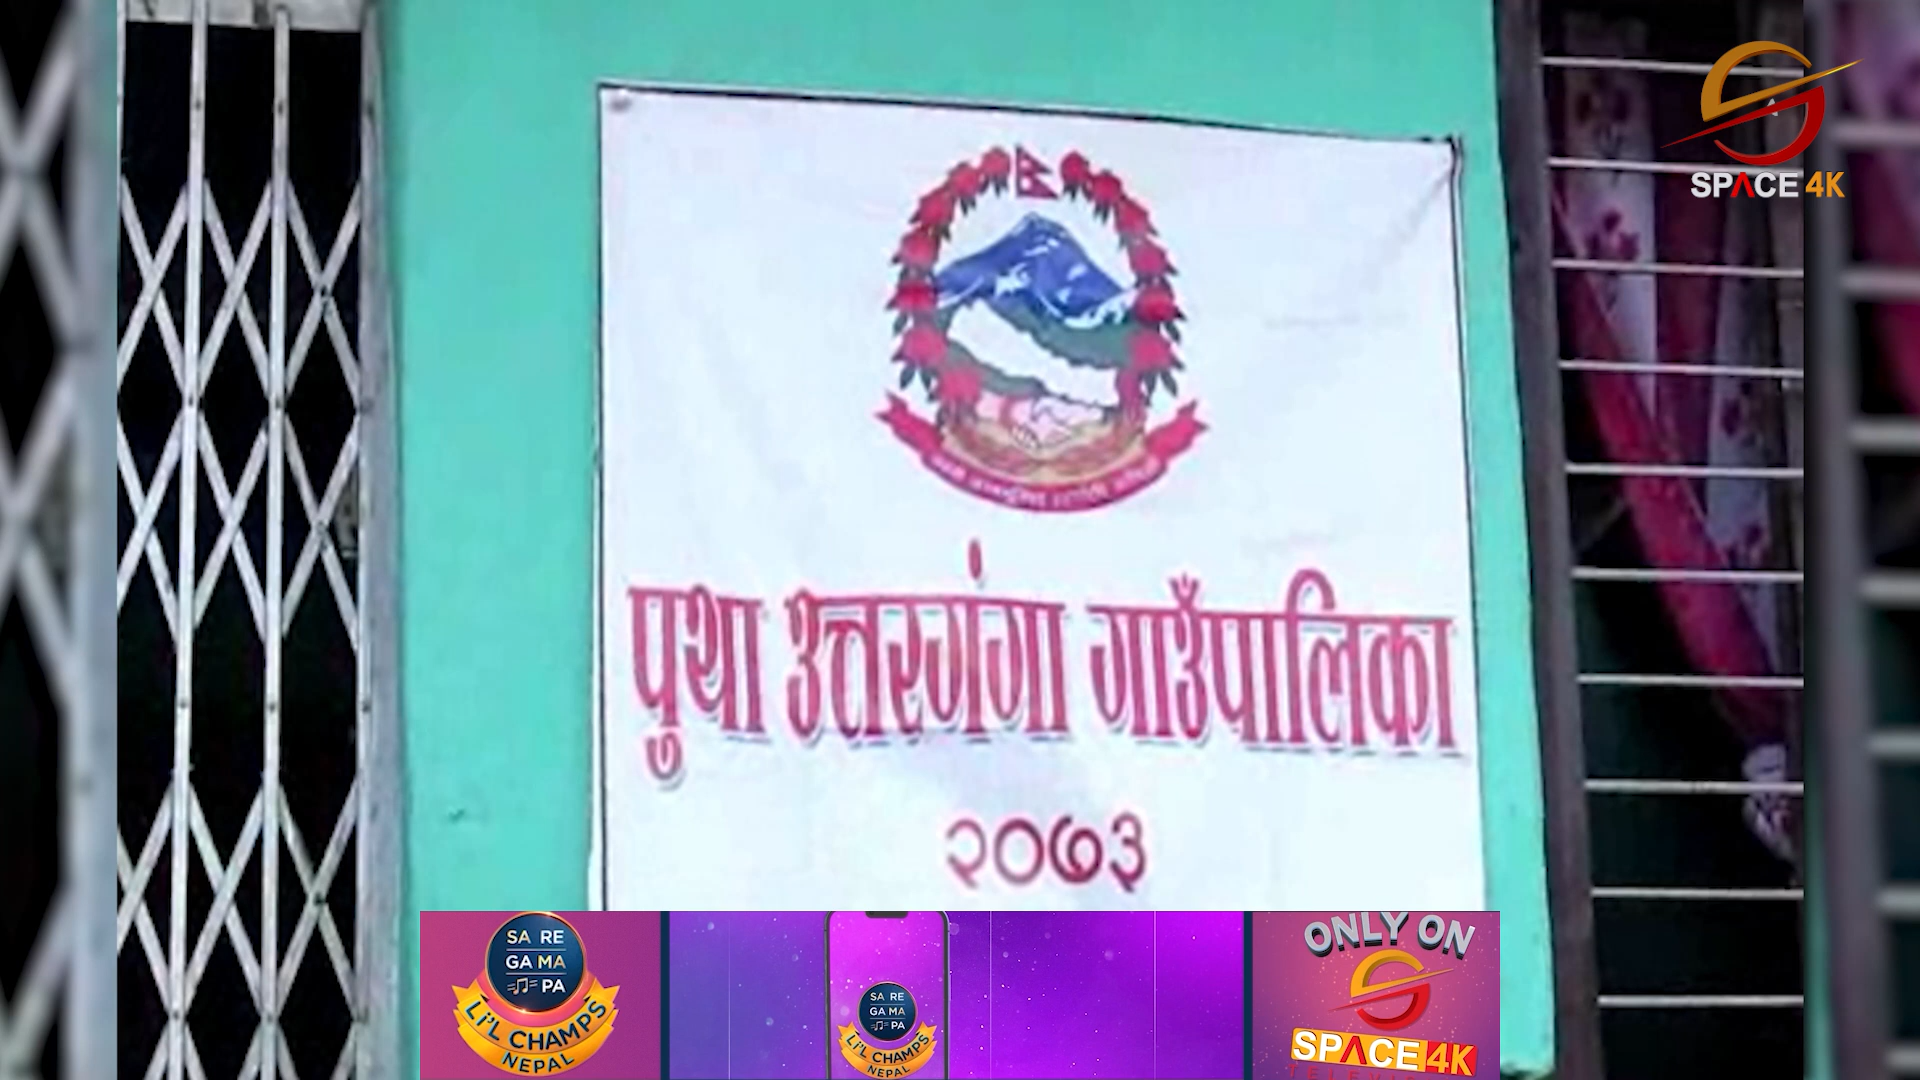 SPACE 4K
पुथा उत्तरगंगा गाउँपालिका
२०७३
SA RE
GA MA
PA
LI'L CHAMPS
NEPAL
SA RE
GA MA
PA
LI'L CHAMPS
NEPAL
ONLY ON
SPACE 4K